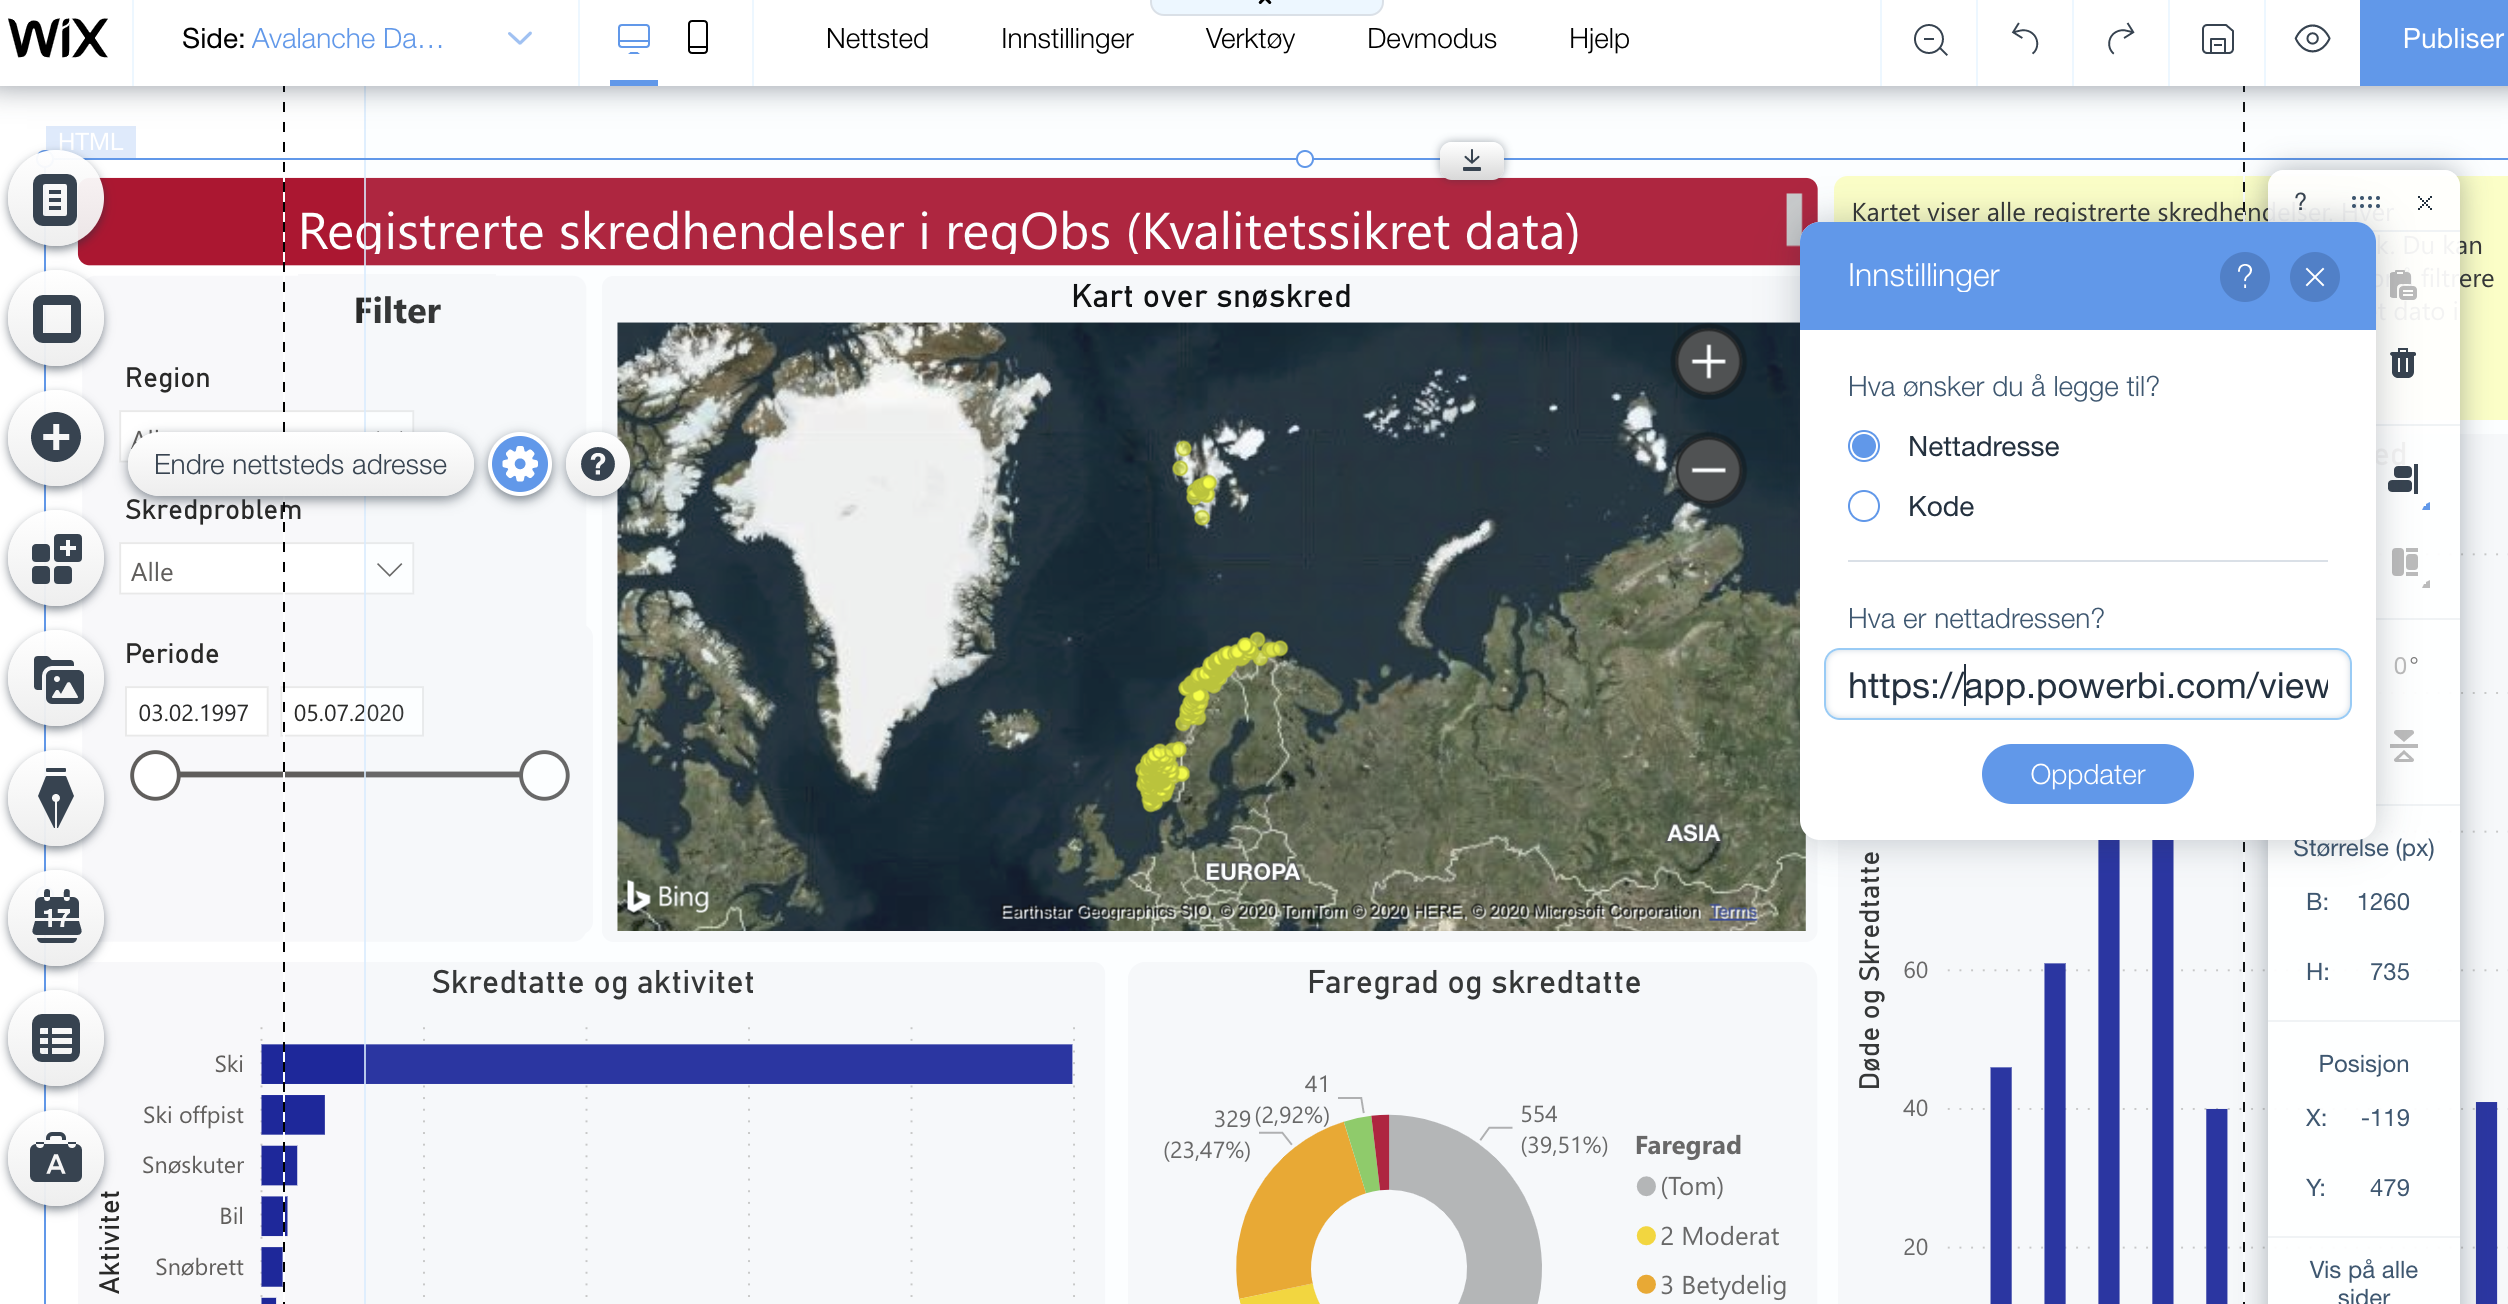 WiX
Side: Avalanche Da...
Nettsted
Innstillinger
Verktøy
Devmodus
Hjelp
Publiser
HTML
Registrerte skredhendelser i regObs (Kvalitetssikret data)
Kartet viser alle registrerte skredhendelser. Hver
k. Du kan
filtrere
t dato i
Filter
Region
Endre nettsteds adresse
?
Skredproblem
Alle
Periode
03.02.1997
05.07.2020
Kart over snøskred
ASIA
EUROPA
Bing
Earthstar Geographics SIO, © 2020 TomTom © 2020 HERE, © 2020 Microsoft Corporation Terms
?
Innstillinger
?
Hva ønsker du å legge til?
Nettadresse
Kode
Hva er nettadressen?
https://app.powerbi.com/view
Oppdater
0°
Størrelse (px)
B: 1260
H: 735
Posisjon
X: -119
Y: 479
Vis på alle
sider
17
A
Skredtatte og aktivitet
Aktivitet
Ski
Ski offpist
Snøskuter
Bil
Snøbrett
Faregrad og skredtatte
41
(2,92%)
329
(23,47%)
554
(39,51%)
Faregrad
(Tom)
2 Moderat
3 Betydelig
Døde og Skredtatte
60
40
20